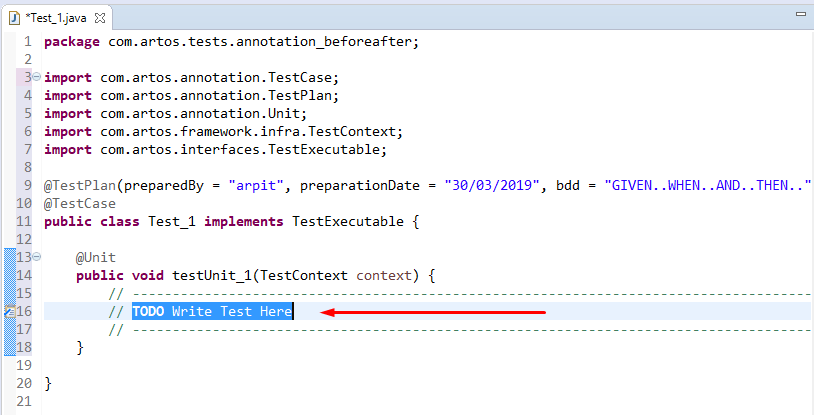 *Test_1.java
1 package com.artos.tests.annotation_beforeafter;
2
3 import com.artos.annotation.TestCase;
4 import com.artos.annotation.TestPlan;
5 import com.artos.annotation.Unit;
6 import com.artos.framework.infra.TestContext;
7 import com.artos.interfaces.TestExecutable;
8
9 @TestPlan(preparedBy = "arpit", preparationDate = "30/03/2019", bdd = "GIVEN..WHEN..AND..THEN.."
10 @TestCase
11 public class Test_1 implements TestExecutable {
12
13 @Unit
14 public void testUnit_1(TestContext context) {
15 // ----------------------------------------------------------------------------------------
16 // TODO Write Test Here
17 // ----------------------------------------------------------------------------------------
18 }
19
20 }
21